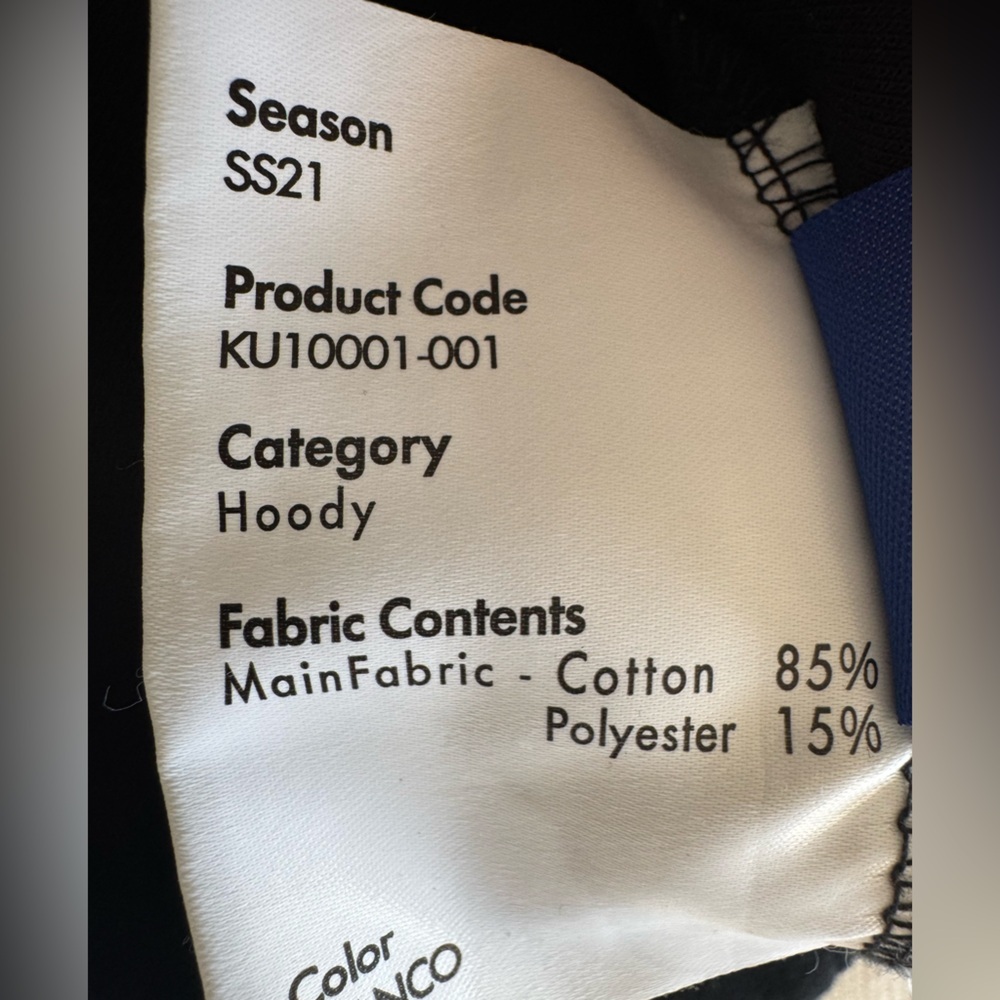 Season
SS21
Product Code
KU10001-001
Category
Hoody
Fabric Contents
MainFabric - Cotton 85%
Polyester 15%
Color